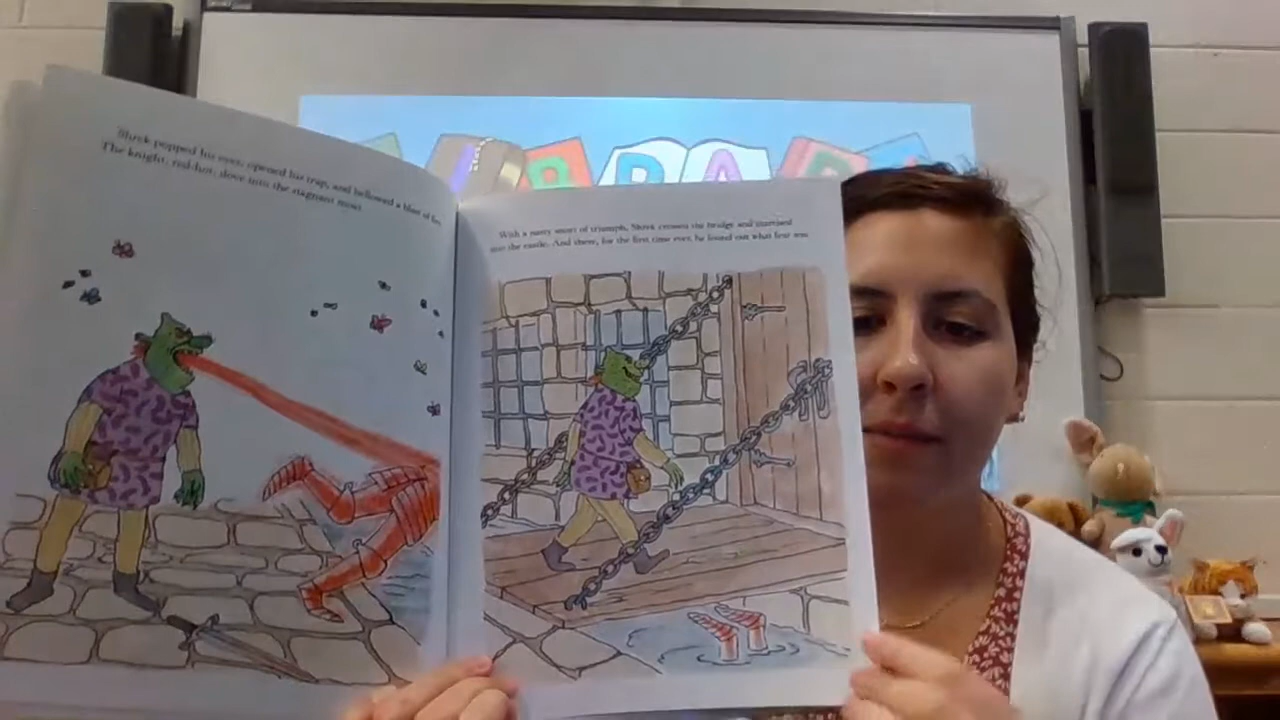 Shrek popped his eyes, opened his trap, and bellowed a blast of fire.
The knight, red-hot, dove into the stagnant moat.
With a nasty snort of triumph, Shrek crossed the bridge and
into the castle. And there, for the first time ever, he found out what fear was.
B R A R